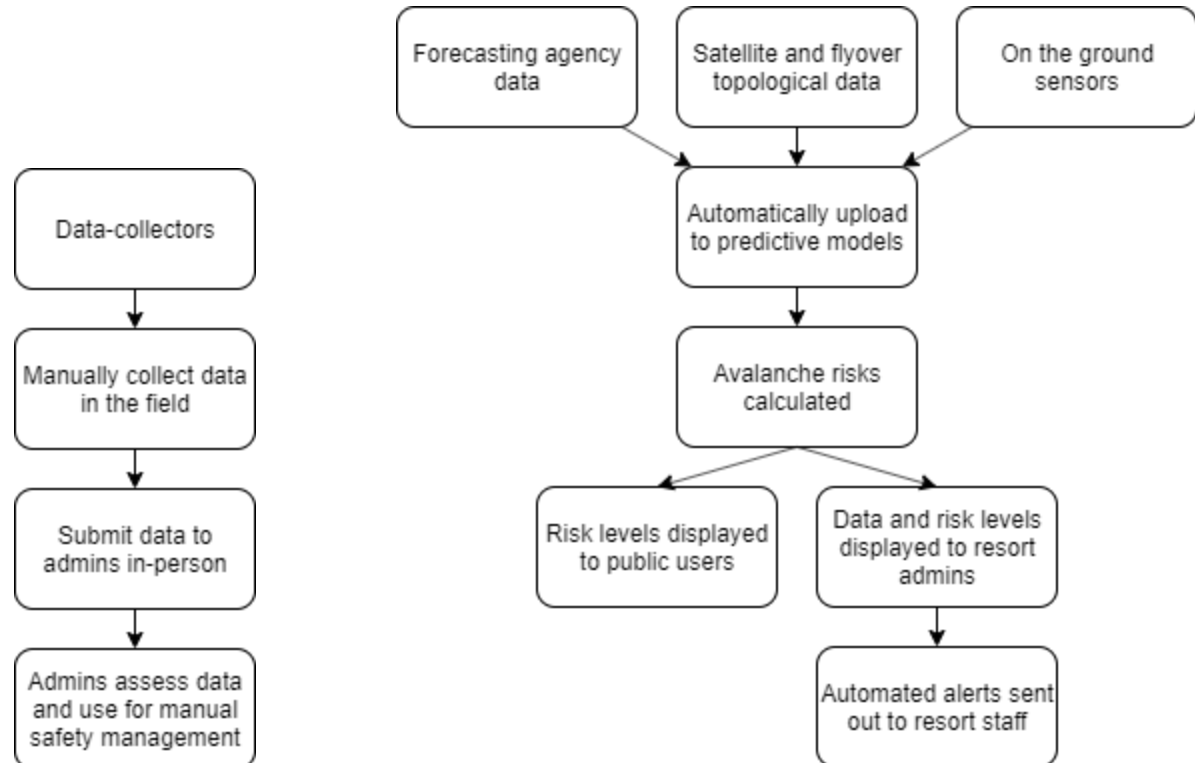 Data-collectors
Manually collect data
in the field
Submit data to
admins in-person
Admins assess data
and use for manual
safety management
Forecasting agency
data
Satellite and flyover
topological data
On the ground
sensors
Automatically upload
to predictive models
Avalanche risks
calculated
Risk levels displayed
to public users
Data and risk levels
displayed to resort
admins
Automated alerts sent
out to resort staff